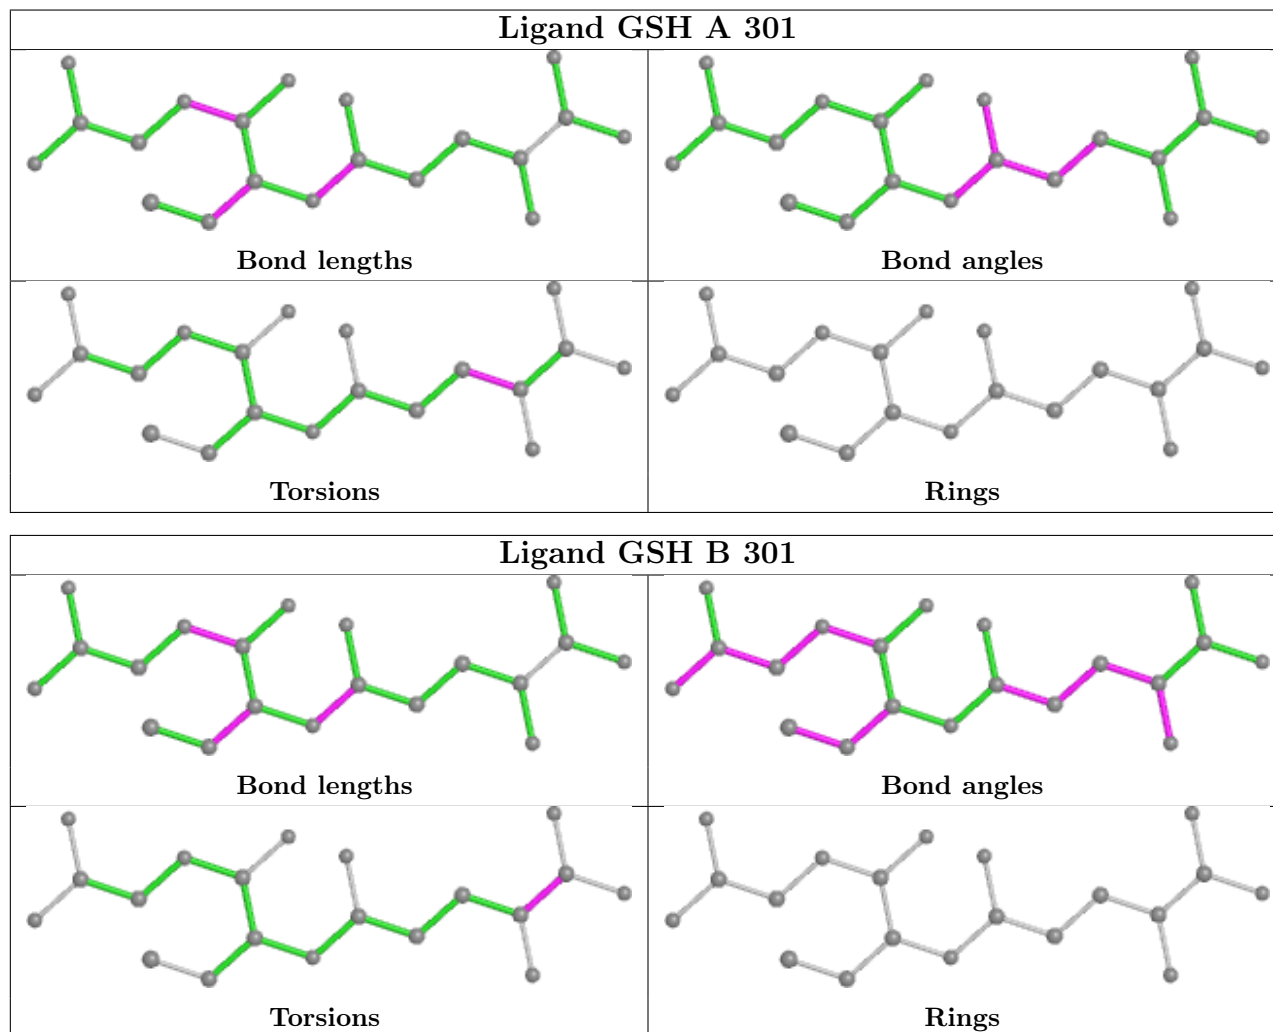 Ligand GSH A 301
Bond lengths
Bond angles
Torsions
Rings
Ligand GSH B 301
Bond lengths
Bond angles
Torsions
Rings